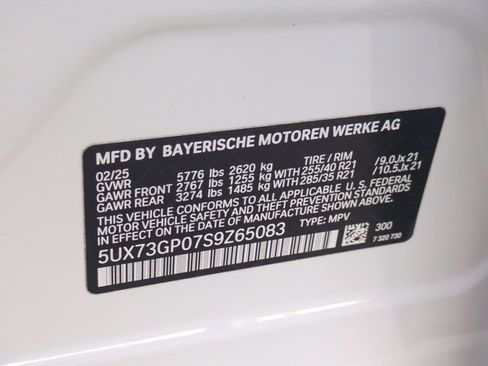 MFD BY BAYERISCHE MOTOREN WERKE AG
02/25 5776 lbs 2620 kg TIRE / RIM
GVWR
GAWR FRONT 2767 lbs 1255 kg WITH 255/40 R21 /9.0Jx 21
GAWR REAR 3274 lbs 1485 kg WITH 285/35 R21 /10.5Jx 21
THIS VEHICLE CONFORMS TO ALL APPLICABLE U.S. FEDERAL
MOTOR VEHICLE SAFETY STANDARDS IN EFFECT ON THE
DATE OF MANUFACTURE SHOWN ABOVE.
5UX73GP07S9Z65083 TYPE: MPV
300
7 320 730